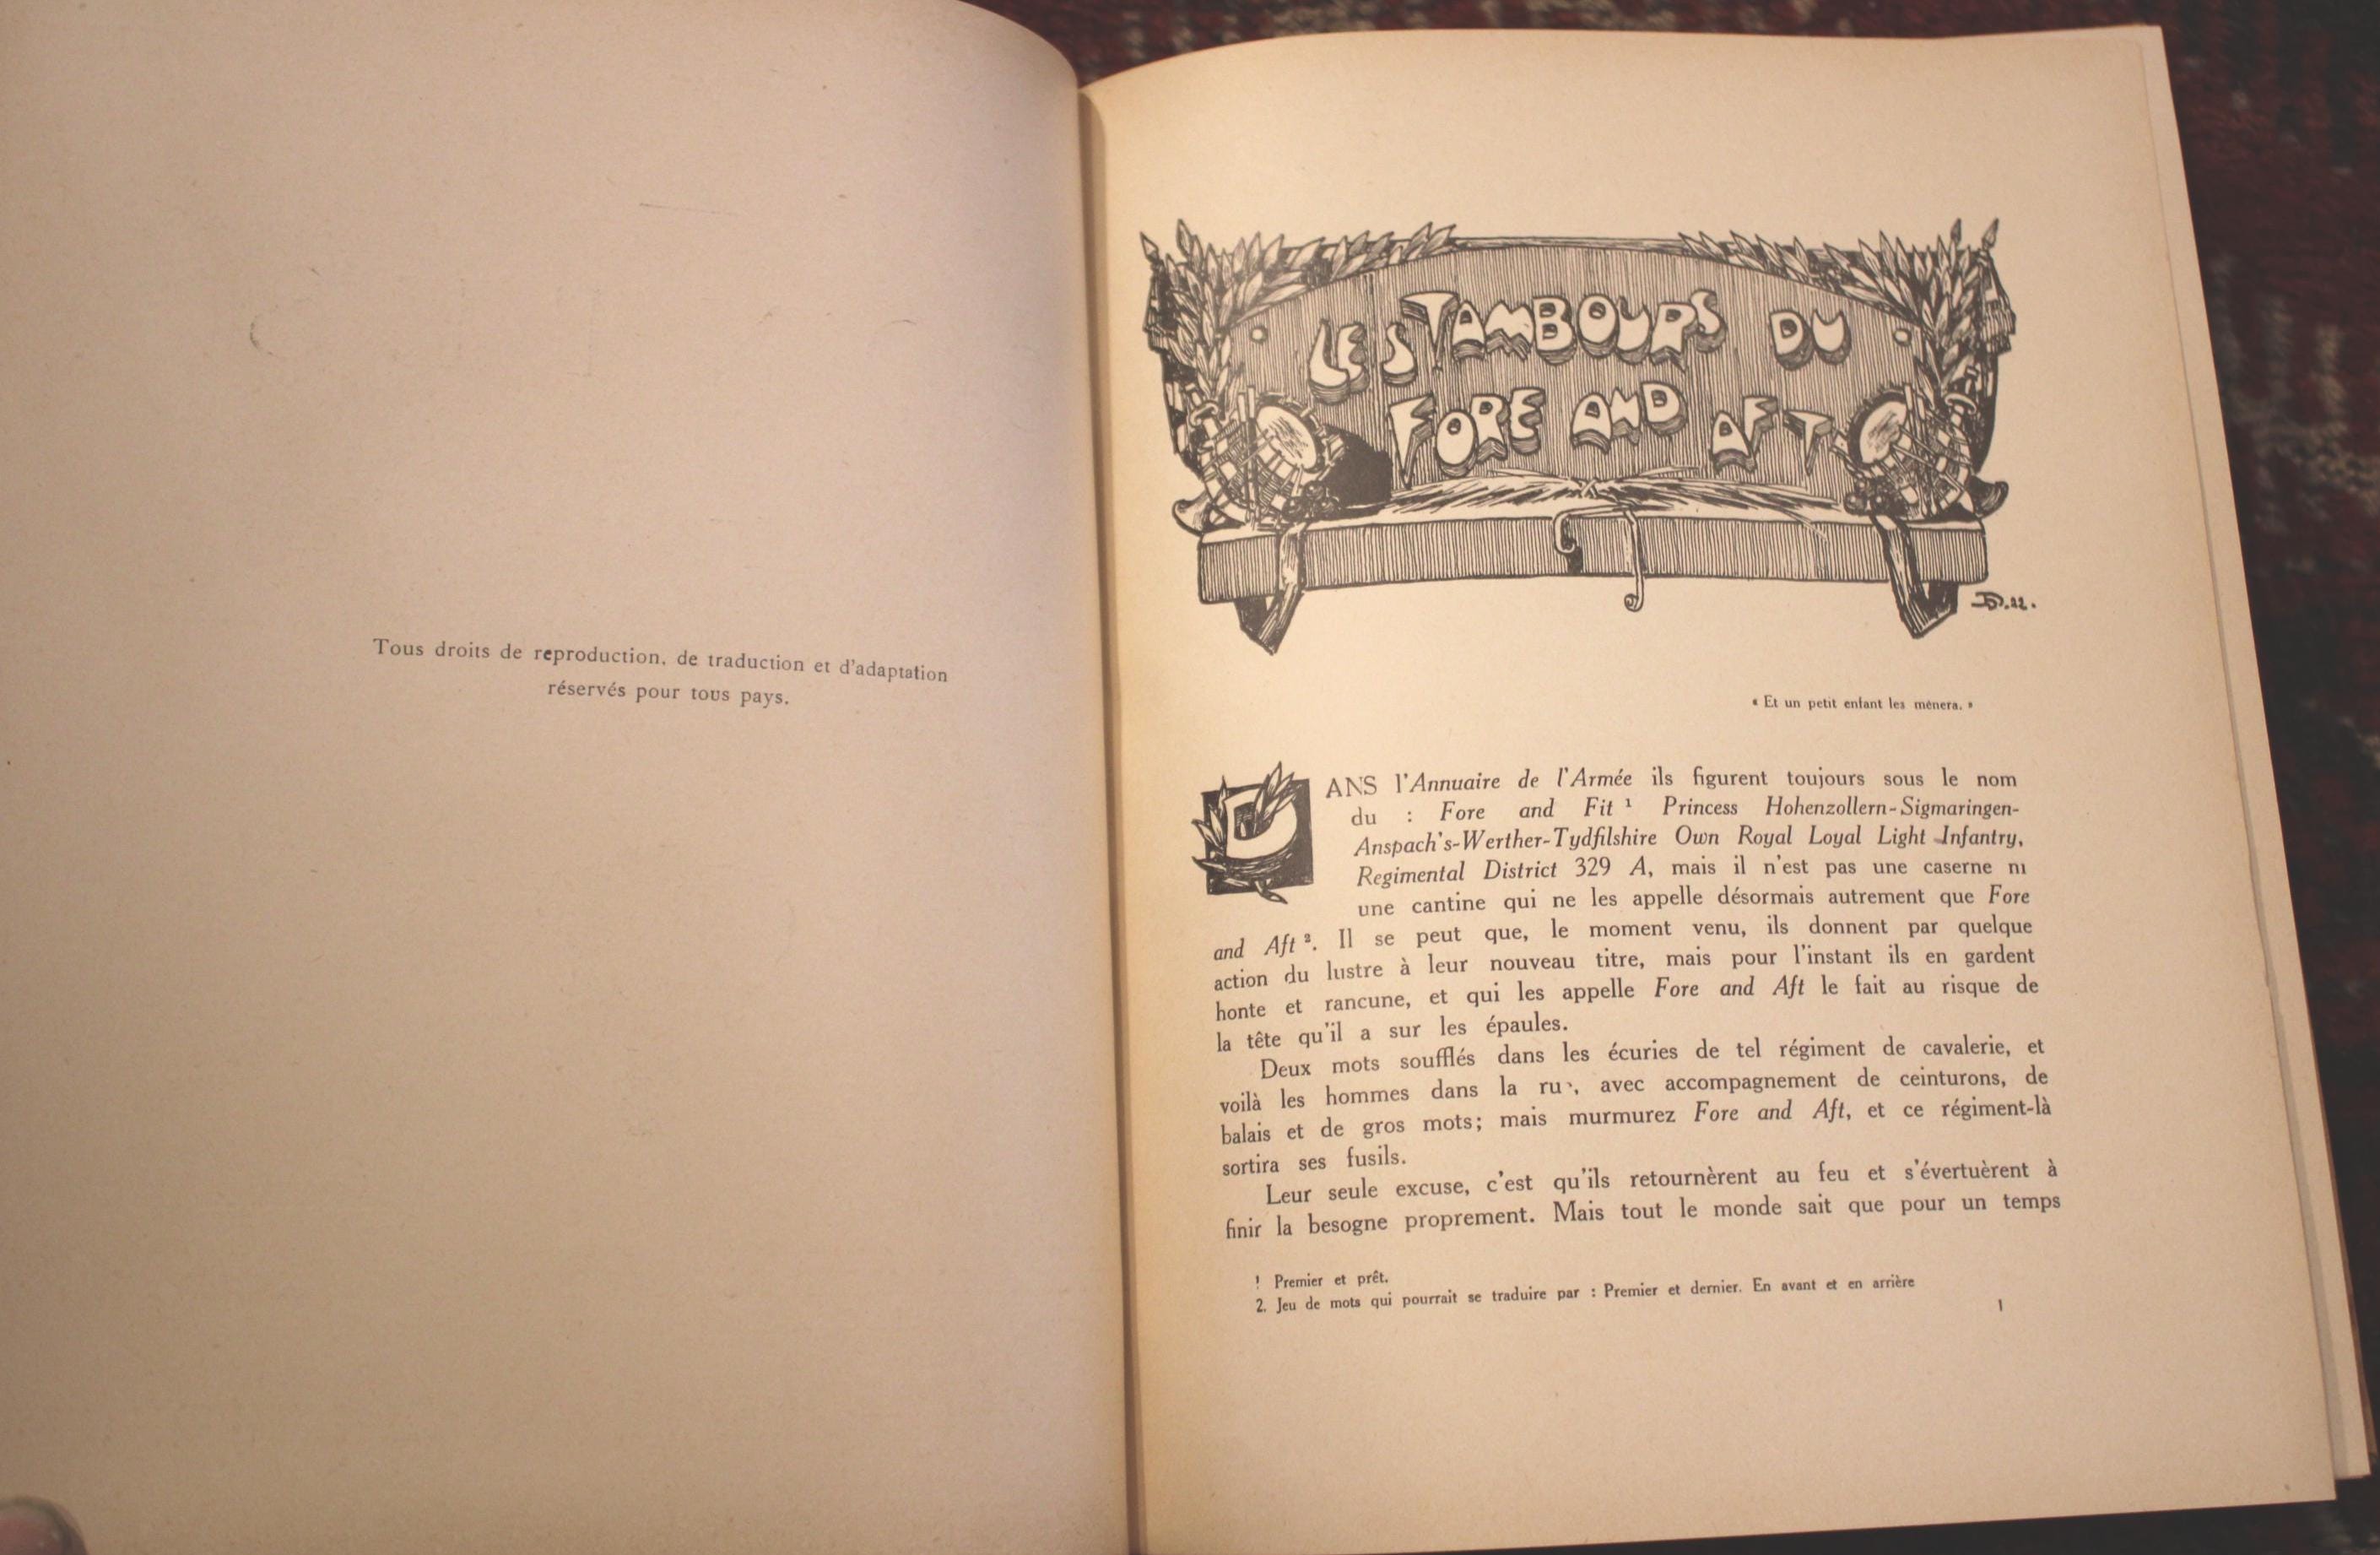 Tous droits de reproduction, de traduction et d'adaptation
réservés pour tous pays.
LES TAMBOURS DU
FORE AND AFT
« Et un petit enfant les mènera. »
DANS l'Annuaire de l'Armée ils figurent toujours sous le nom
du : Fore and Fit ¹ Princess Hohenzollern-Sigmaringen-
Anspach's-Werther-Tydfilshire Own Royal Loyal Light Infantry,
Regimental District 329 A, mais il n'est pas une caserne ni
une cantine qui ne les appelle désormais autrement que Fore
and Aft ². Il se peut que, le moment venu, ils donnent par quelque
action du lustre à leur nouveau titre, mais pour l'instant ils en gardent
honte et rancune, et qui les appelle Fore and Aft le fait au risque de
la tête qu'il a sur les épaules.
Deux mots soufflés dans les écuries de tel régiment de cavalerie, et
voilà les hommes dans la ru, avec accompagnement de ceinturons, de
balais et de gros mots; mais murmurez Fore and Aft, et ce régiment-là
sortira ses fusils.
Leur seule excuse, c'est qu'ils retournèrent au feu et s'évertuèrent à
finir la besogne proprement. Mais tout le monde sait que pour un temps
1 Premier et prêt.
2. Jeu de mots qui pourrait se traduire par : Premier et dernier. En avant et en arrière
1